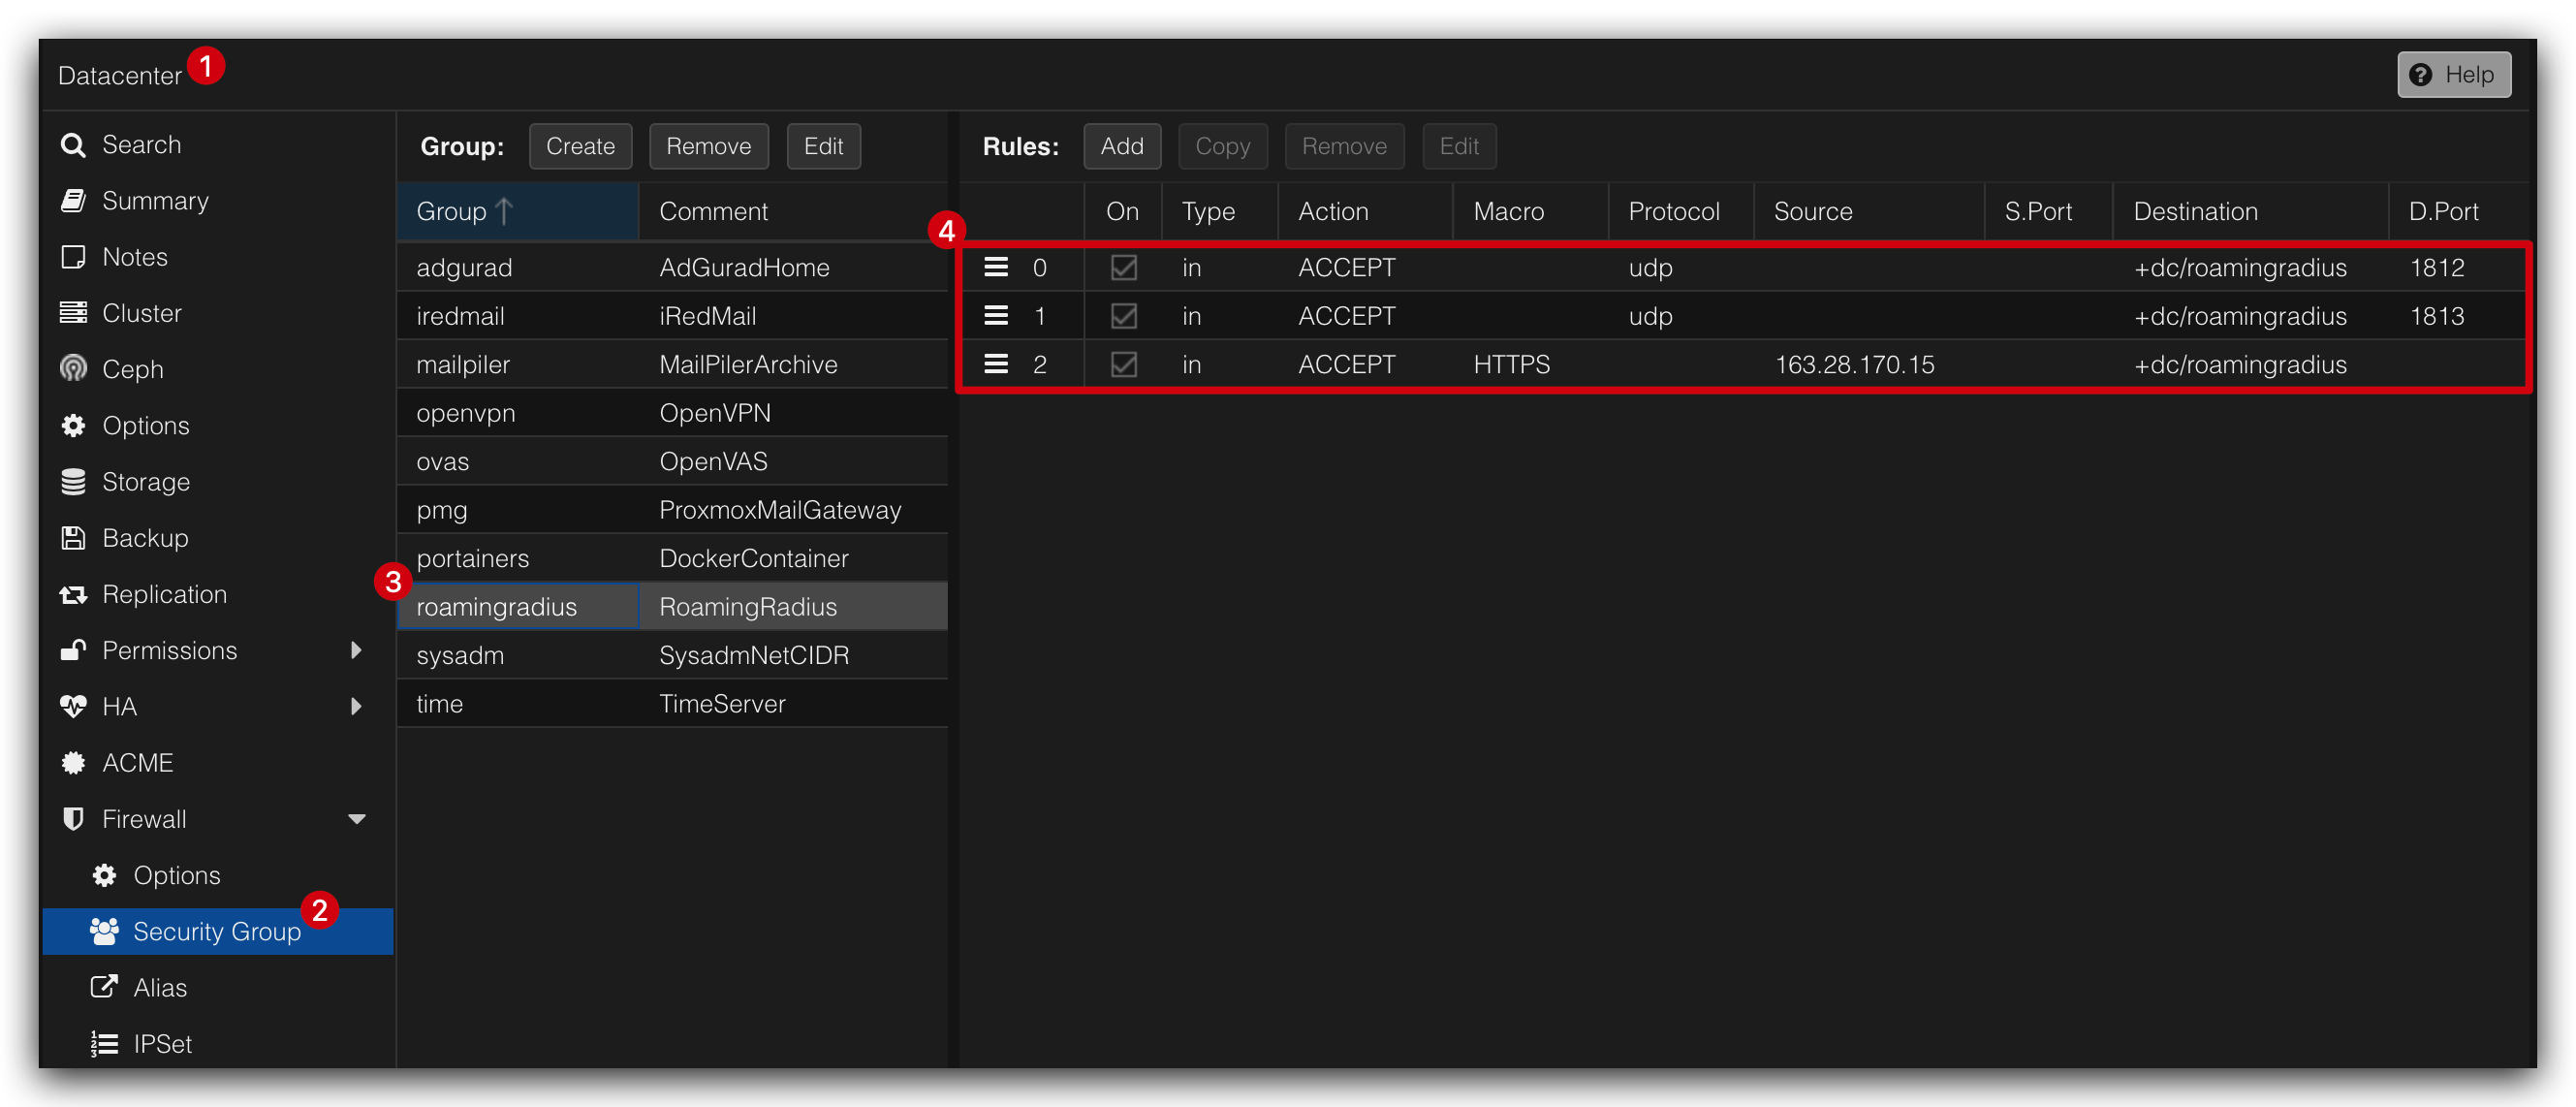 Datacenter 1
Help
Search
Summary
Notes
Cluster
Ceph
Options
Storage
Backup
Replication
Permissions
HA
ACME
Firewall
Options
Security Group 2
Alias
IPSet
Group: Create Remove Edit
Group Comment
adgurad AdGuradHome
iredmail iRedMail
mailpiler MailPilerArchive
openvpn OpenVPN
ovas OpenVAS
pmg ProxmoxMailGateway
portainers DockerContainer
3
roamingradius RoamingRadius
sysadm SysadmNetCIDR
time TimeServer
Rules: Add Copy Remove Edit
On Type Action Macro Protocol Source S.Port Destination D.Port
4
0 in ACCEPT udp +dc/roamingradius 1812
1 in ACCEPT udp +dc/roamingradius 1813
2 in ACCEPT HTTPS 163.28.170.15 +dc/roamingradius